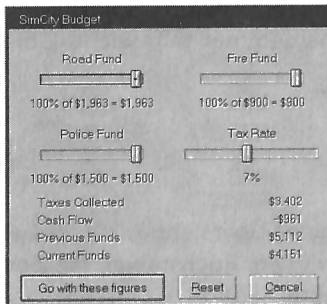 SimCity Budget
Road Fund Fire Fund
100% of $1,963 = $1,963 100% of $900 = $900
Police Fund Tax Rate
100% of $1,500 = $1,500 7%
Taxes Collected $3,402
Cash Flow -$961
Previous Funds $5,112
Current Funds $4,151
Go with these figures Reset Cancel